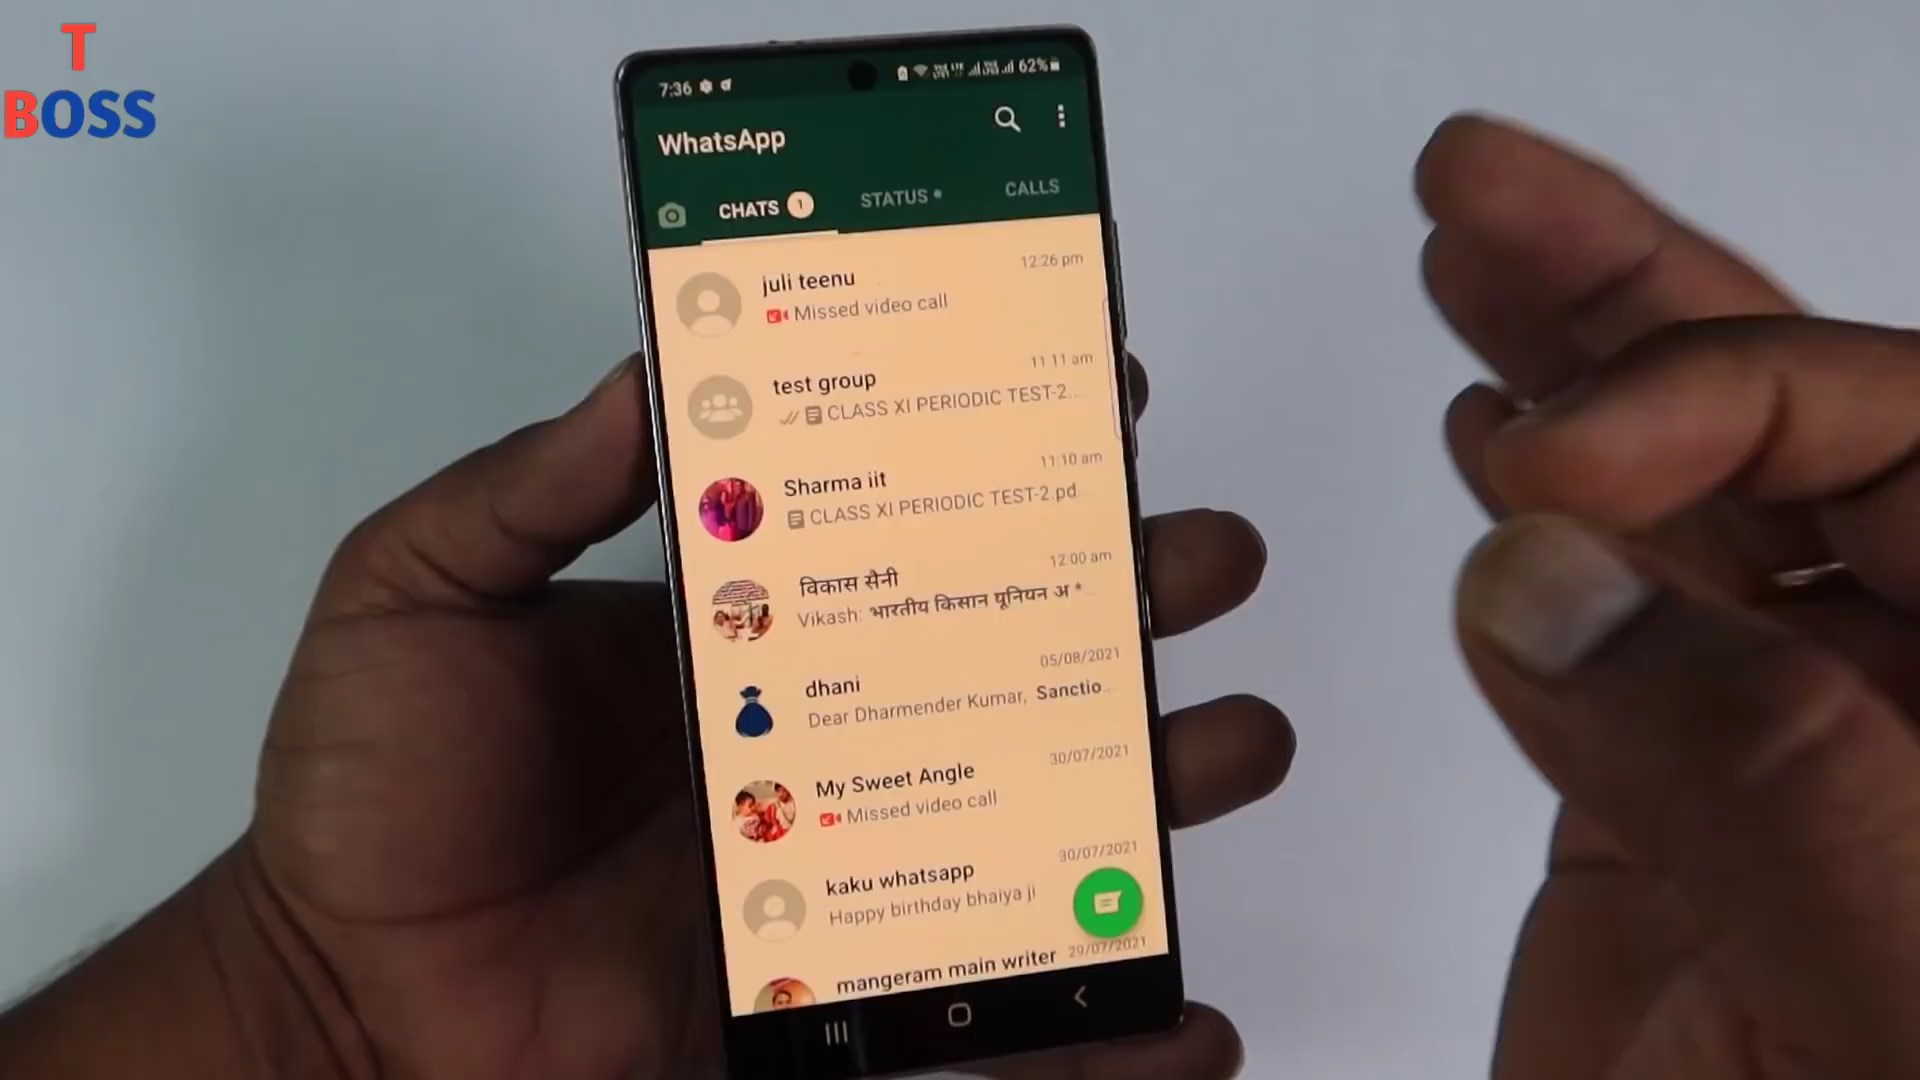 T
BOSS
7:36
62%
WhatsApp
CHATS 1 STATUS CALLS
juli teenu 12:26 pm
Missed video call
test group 11:11 am
CLASS XI PERIODIC TEST-2...
Sharma iit 11:10 am
CLASS XI PERIODIC TEST-2.pd
विकास सैनी 12:00 am
Vikash: भारतीय किसान यूनियन अ *...
dhani 05/08/2021
Dear Dharmender Kumar, Sanctio...
My Sweet Angle 30/07/2021
Missed video call
kaku whatsapp 30/07/2021
Happy birthday bhaiya ji
mangeram main writer 29/07/2021